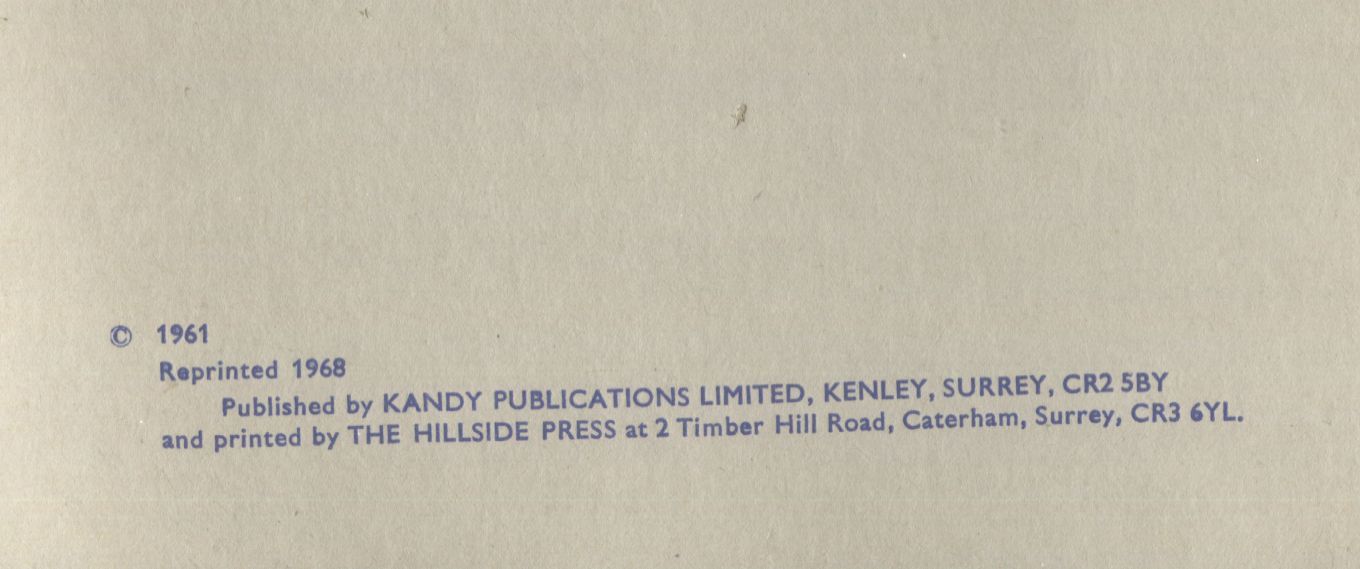 © 1961
Reprinted 1968
Published by KANDY PUBLICATIONS LIMITED, KENLEY, SURREY, CR2 5BY
and printed by THE HILLSIDE PRESS at 2 Timber Hill Road, Caterham, Surrey, CR3 6YL.